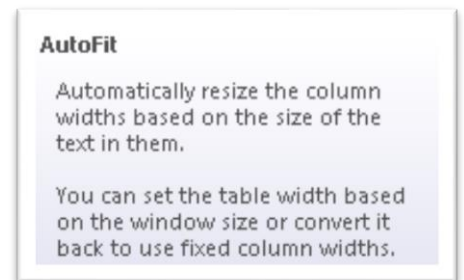 AutoFit
Automatically resize the column
widths based on the size of the
text in them.
You can set the table width based
on the window size or convert it
back to use fixed column widths.